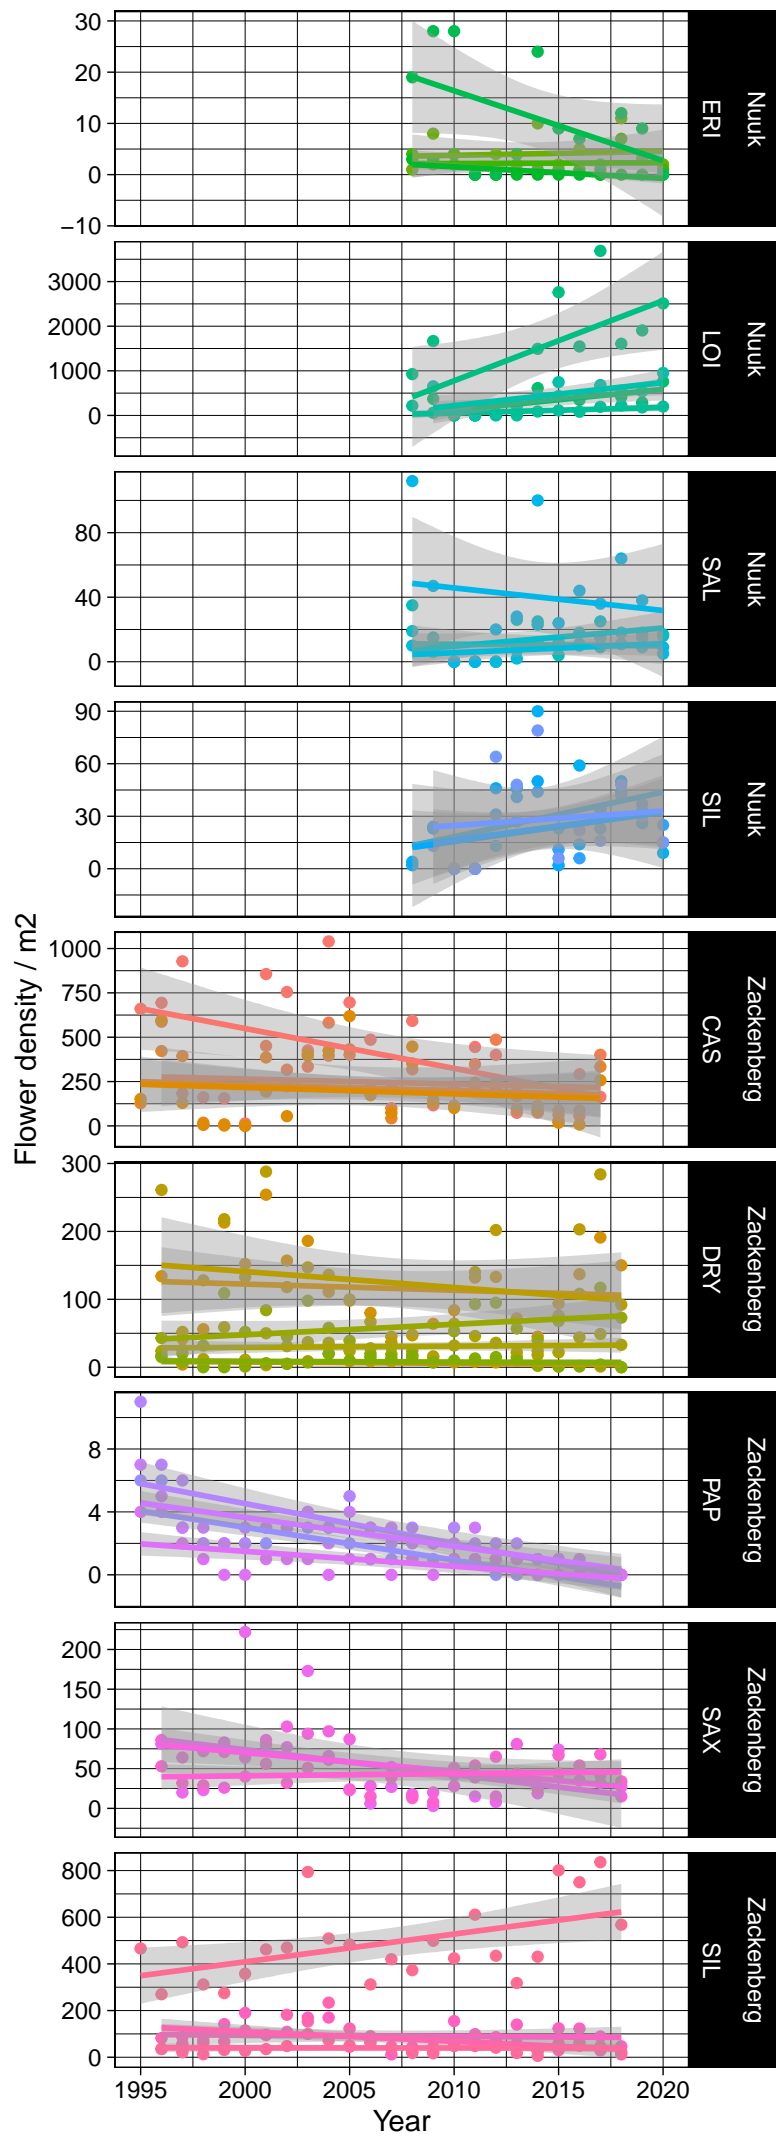 30
20
10
0
−10
ERI
Nuuk
3000
2000
1000
0
LOI
Nuuk
80
40
0
SAL
Nuuk
90
60
30
0
SIL
Nuuk
Flower density / m2
1000
750
500
250
0
CAS
Zackenberg
300
200
100
0
DRY
Zackenberg
8
4
0
PAP
Zackenberg
200
150
100
50
0
SAX
Zackenberg
800
600
400
200
0
SIL
Zackenberg
1995 2000 2005 2010 2015 2020
Year